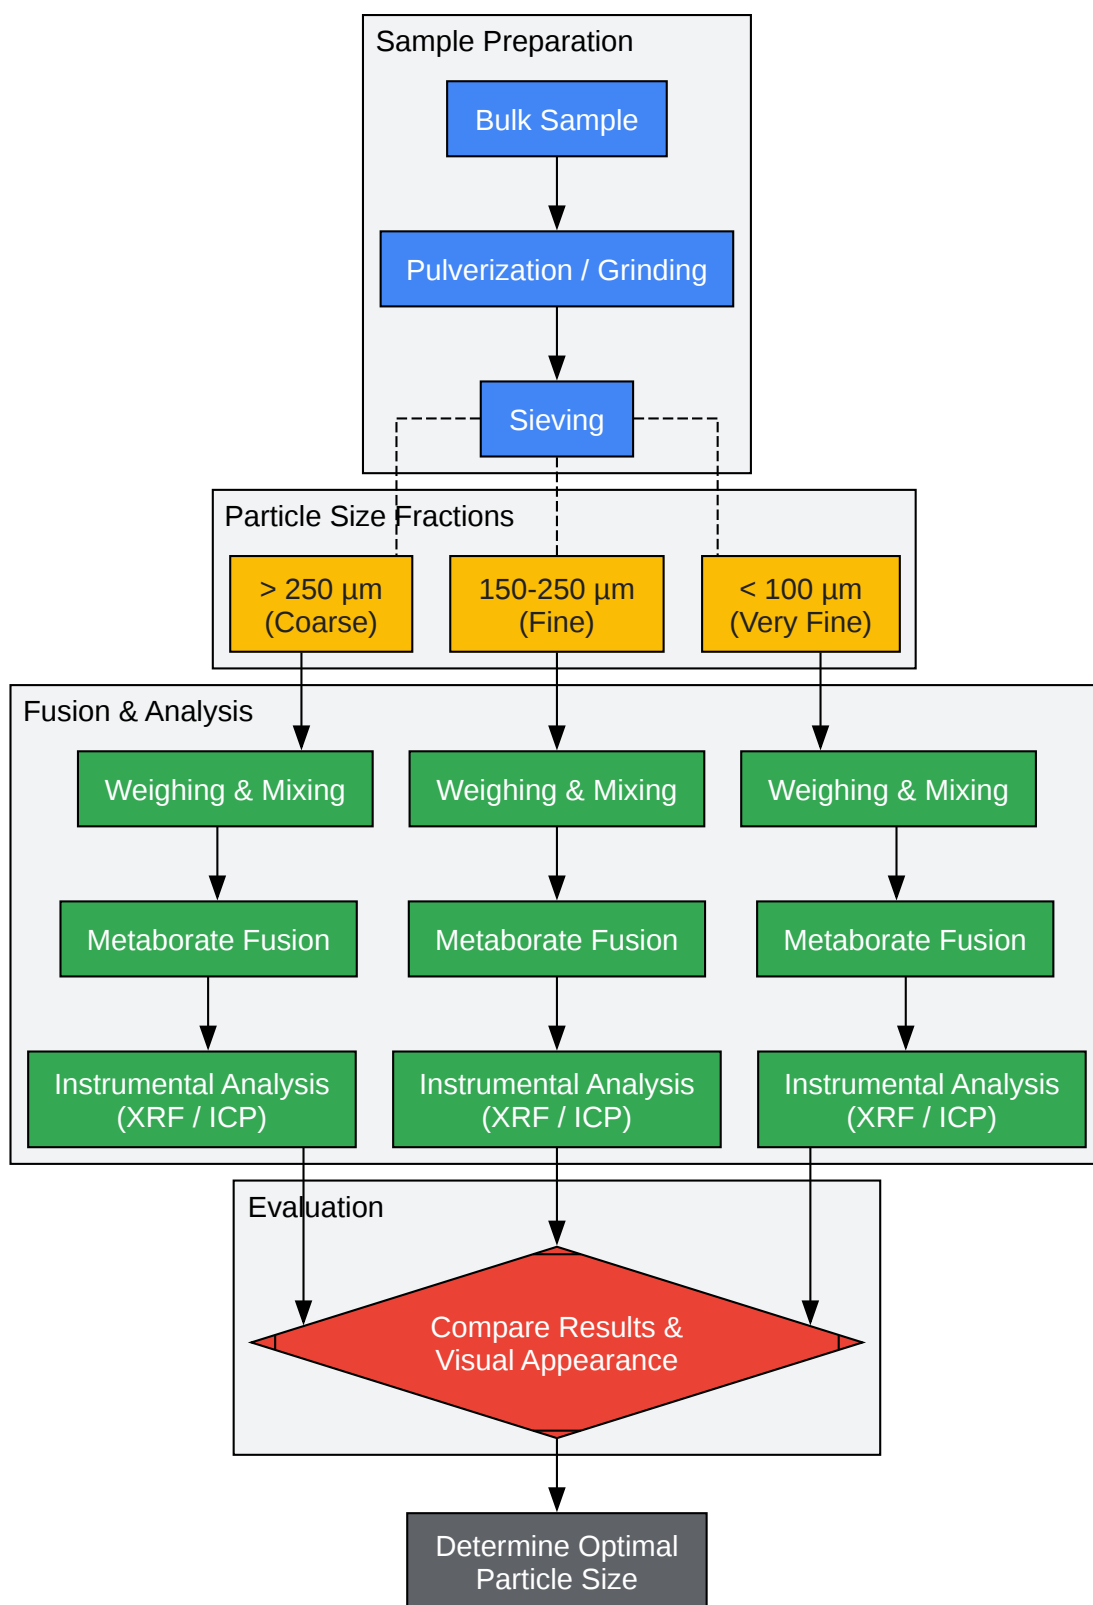 Sample Preparation
Bulk Sample
Pulverization / Grinding
Sieving
Particle Size Fractions
> 250 µm
(Coarse)
150-250 µm
(Fine)
< 100 µm
(Very Fine)
Fusion & Analysis
Weighing & Mixing
Weighing & Mixing
Weighing & Mixing
Metaborate Fusion
Metaborate Fusion
Metaborate Fusion
Instrumental Analysis
(XRF / ICP)
Instrumental Analysis
(XRF / ICP)
Instrumental Analysis
(XRF / ICP)
Evaluation
Compare Results &
Visual Appearance
Determine Optimal
Particle Size